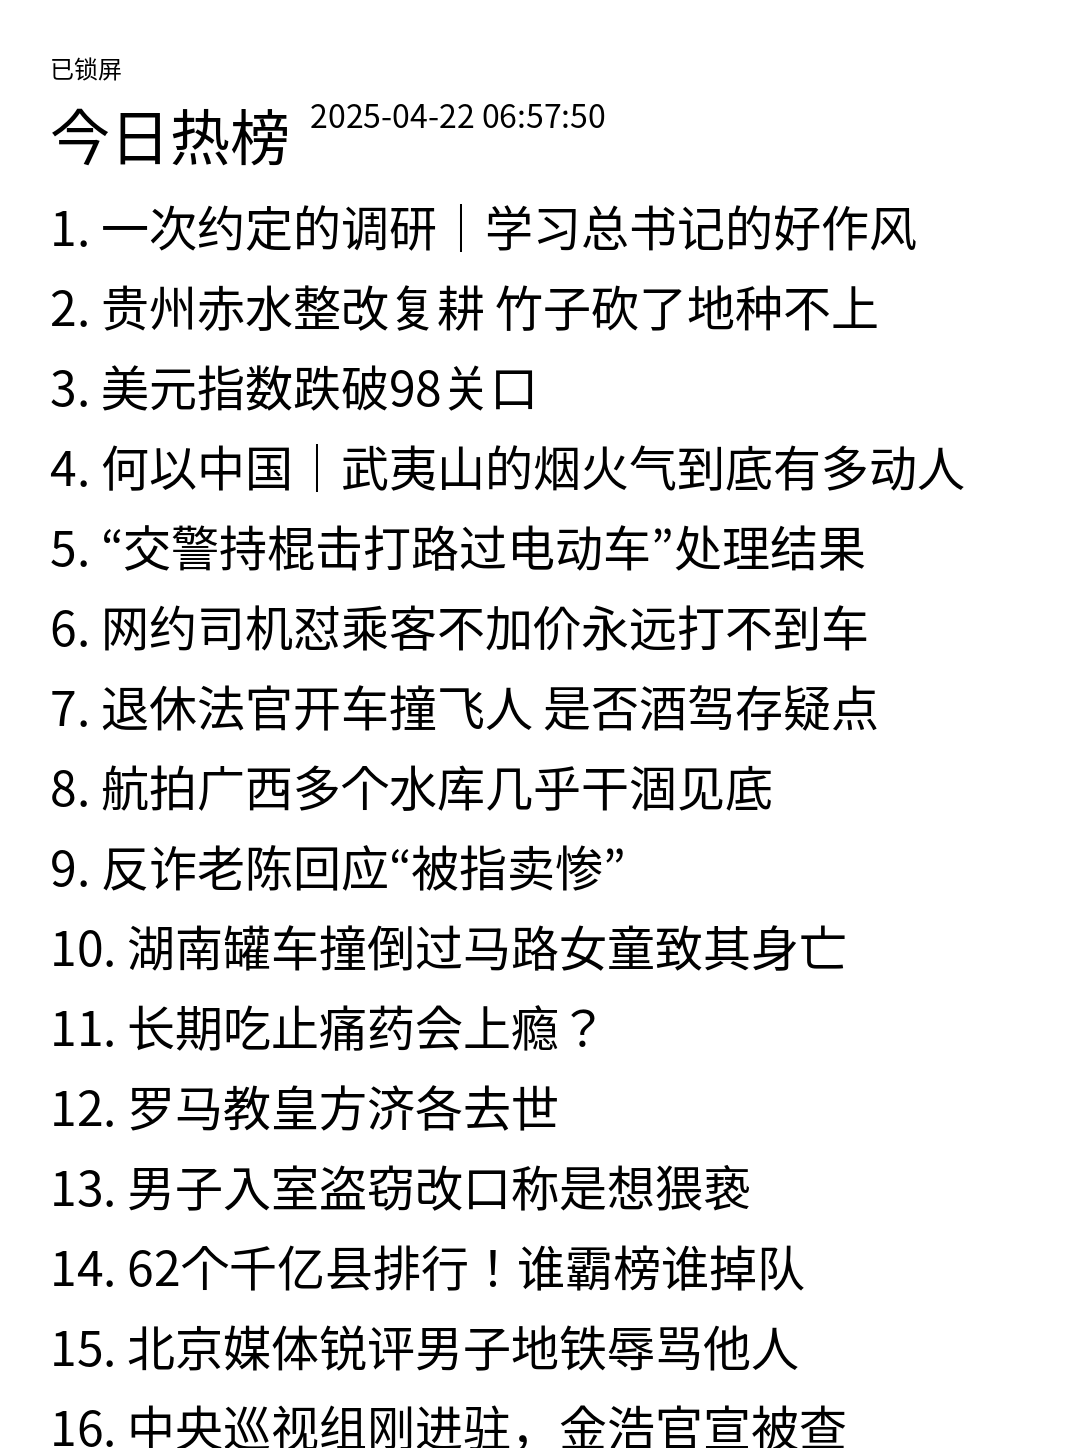 已锁屏
今日热榜 2025-04-22 06:57:50
1. 一次约定的调研｜学习总书记的好作风
2. 贵州赤水整改复耕 竹子砍了地种不上
3. 美元指数跌破98关口
4. 何以中国｜武夷山的烟火气到底有多动人
5. “交警持棍击打路过电动车”处理结果
6. 网约司机怼乘客不加价永远打不到车
7. 退休法官开车撞飞人 是否酒驾存疑点
8. 航拍广西多个水库几乎干涸见底
9. 反诈老陈回应“被指卖惨”
10. 湖南罐车撞倒过马路女童致其身亡
11. 长期吃止痛药会上瘾？
12. 罗马教皇方济各去世
13. 男子入室盗窃改口称是想猥亵
14. 62个千亿县排行！谁霸榜谁掉队
15. 北京媒体锐评男子地铁辱骂他人
16. 中央巡视组刚进驻，金浩官宣被查